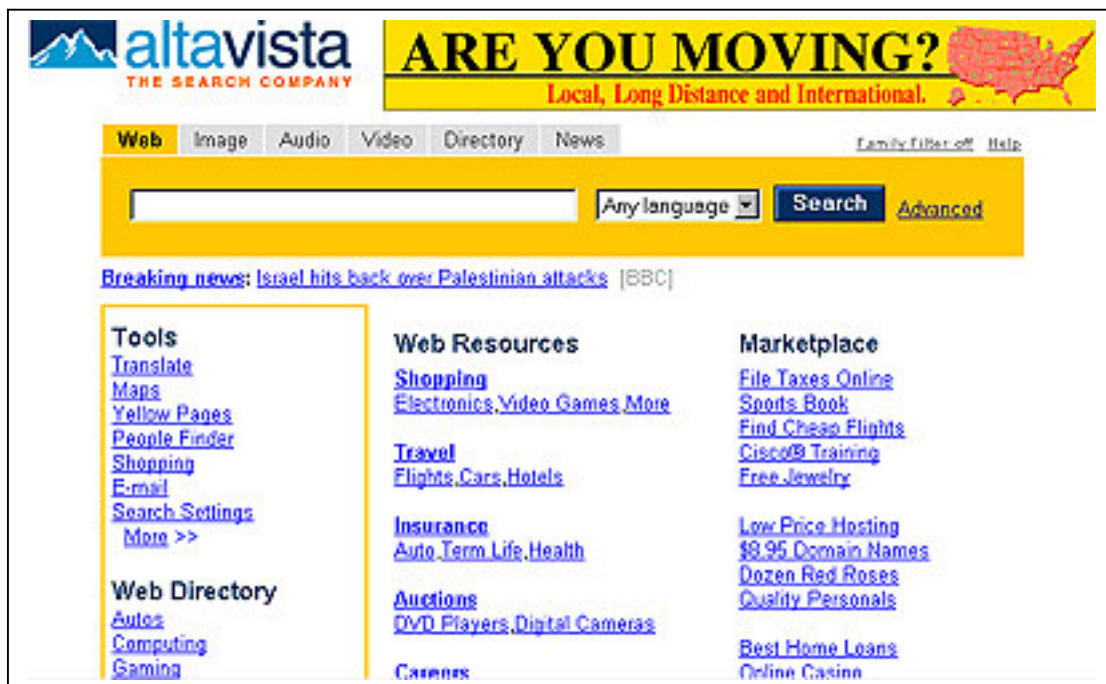 altavista
THE SEARCH COMPANY
ARE YOU MOVING?
Local, Long Distance and International.
Web Image Audio Video Directory News
Family Filter off Help
Any language Search Advanced
Breaking news: Israel hits back over Palestinian attacks [BBC]
Tools
Translate
Maps
Yellow Pages
People Finder
Shopping
E-mail
Search Settings
More >>
Web Directory
Autos
Computing
Gaming
Web Resources
Shopping
Electronics,Video Games,More
Travel
Flights,Cars,Hotels
Insurance
Auto,Term Life,Health
Auctions
DVD Players,Digital Cameras
Careers
Marketplace
File Taxes Online
Sports Book
Find Cheap Flights
Cisco® Training
Free Jewelry
Low Price Hosting
$8.95 Domain Names
Dozen Red Roses
Quality Personals
Best Home Loans
Online Casino